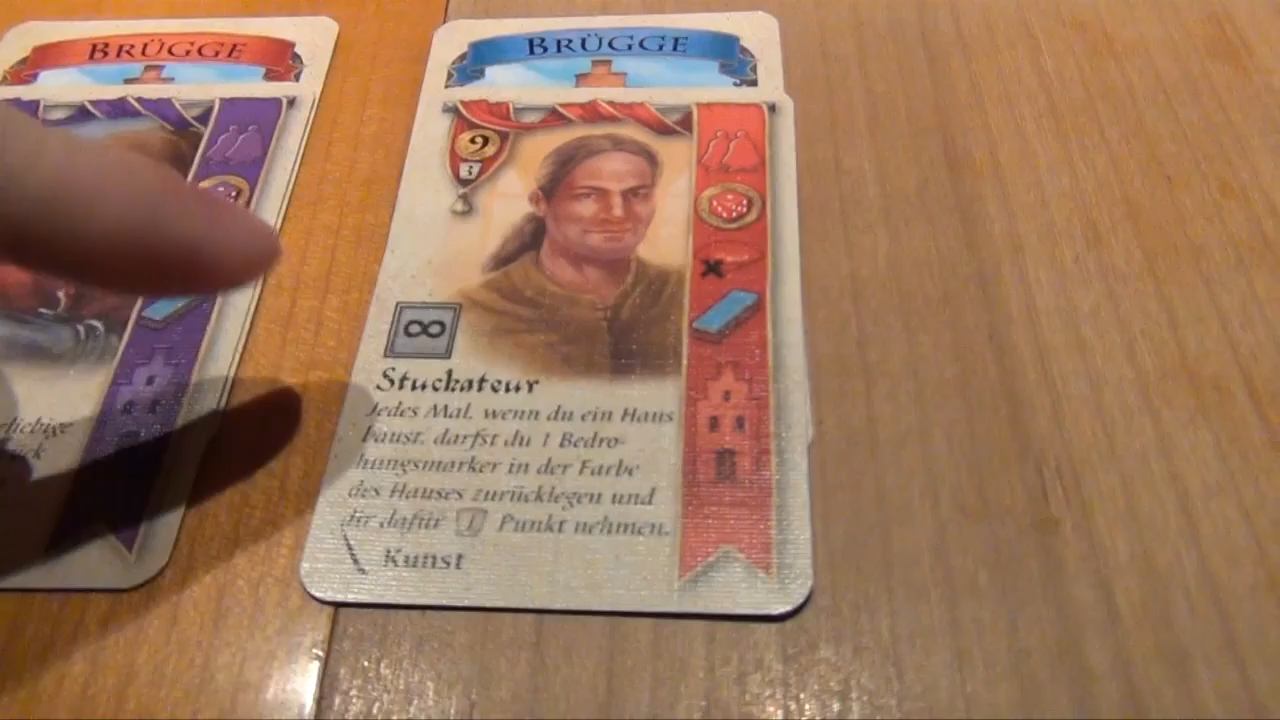 BRÜGGE
BRÜGGE
9
3
∞
Stuckateur
Jedes Mal, wenn du ein Haus
baust, darfst du 1 Bedro-
hungsmarker in der Farbe
des Hauses zurücklegen und
dir dafür 1 Punkt nehmen.
Kunst